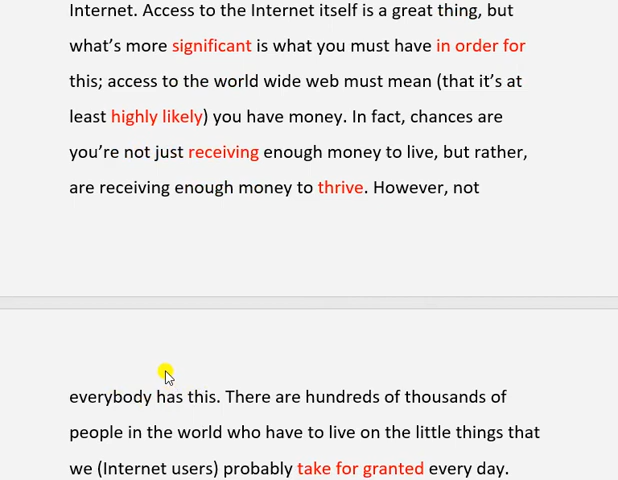 Internet. Access to the Internet itself is a great thing, but
what's more significant is what you must have in order for
this; access to the world wide web must mean (that it's at
least highly likely) you have money. In fact, chances are
you're not just receiving enough money to live, but rather,
are receiving enough money to thrive. However, not
everybody has this. There are hundreds of thousands of
people in the world who have to live on the little things that
we (Internet users) probably take for granted every day.